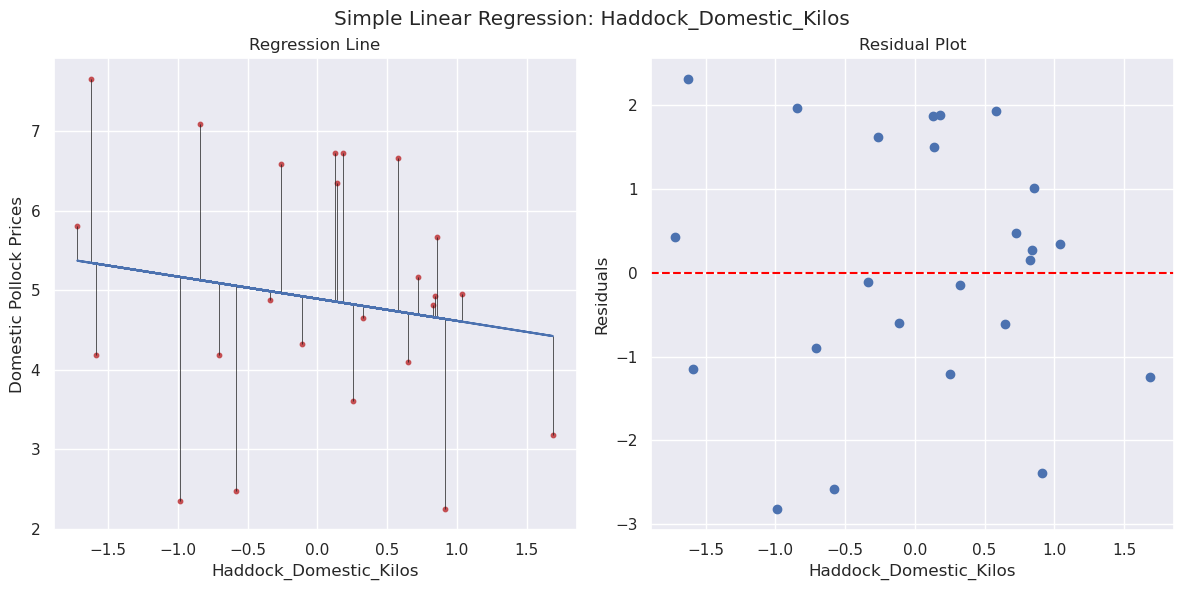 Simple Linear Regression: Haddock_Domestic_Kilos
Regression Line
Domestic Pollock Prices
7
6
5
4
3
2
−1.5 −1.0 −0.5 0.0 0.5 1.0 1.5
Haddock_Domestic_Kilos
Residual Plot
Residuals
2
1
0
−1
−2
−3
−1.5 −1.0 −0.5 0.0 0.5 1.0 1.5
Haddock_Domestic_Kilos